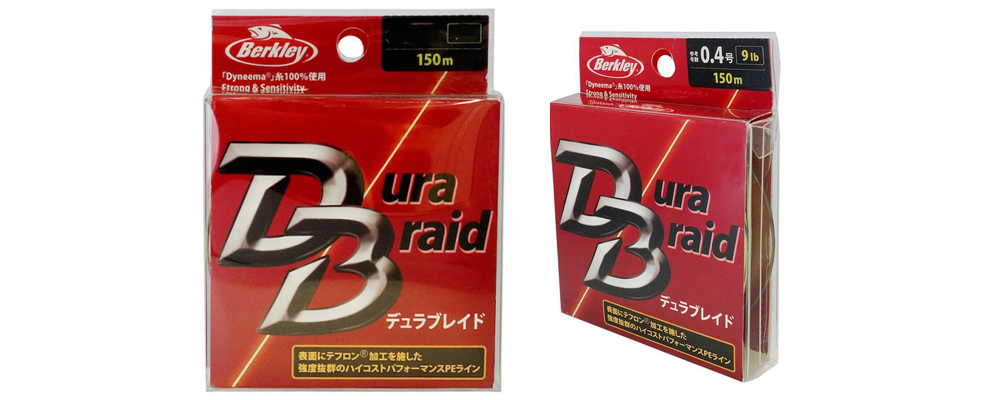 Berkley
150m
「Dyneema®」糸100%使用
Strong & Sensitivity
Dura
Braid
デュラブレイド
表面にテフロン®加工を施した
強度抜群のハイコストパフォーマンスPEライン
Berkley
参考号数 0.4号 9lb
150m
「Dyneema®」糸100%使用
Strong & Sensitivity
Dura
Braid
デュラブレイド
表面にテフロン®加工を施した
強度抜群のハイコストパフォーマンスPEライン